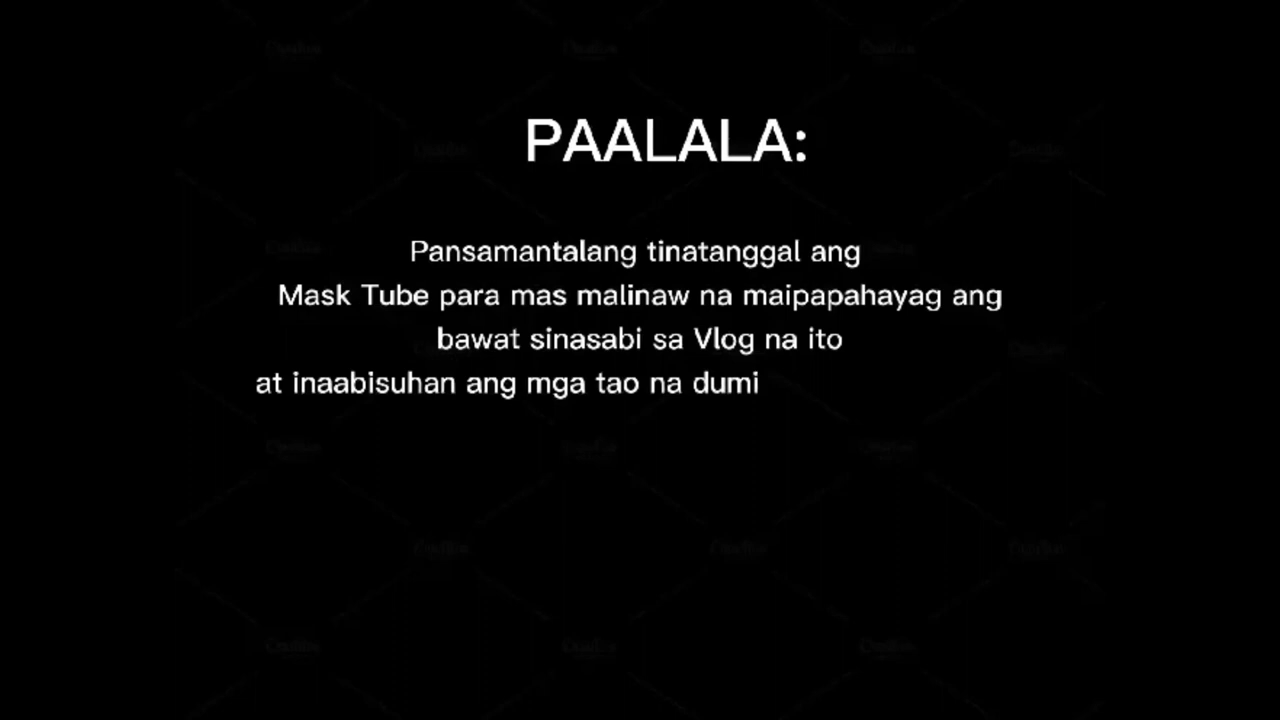 PAALALA:
Pansamantalang tinatanggal ang
Mask Tube para mas malinaw na maipapahayag ang
bawat sinasabi sa Vlog na ito
at inaabisuhan ang mga tao na dumi